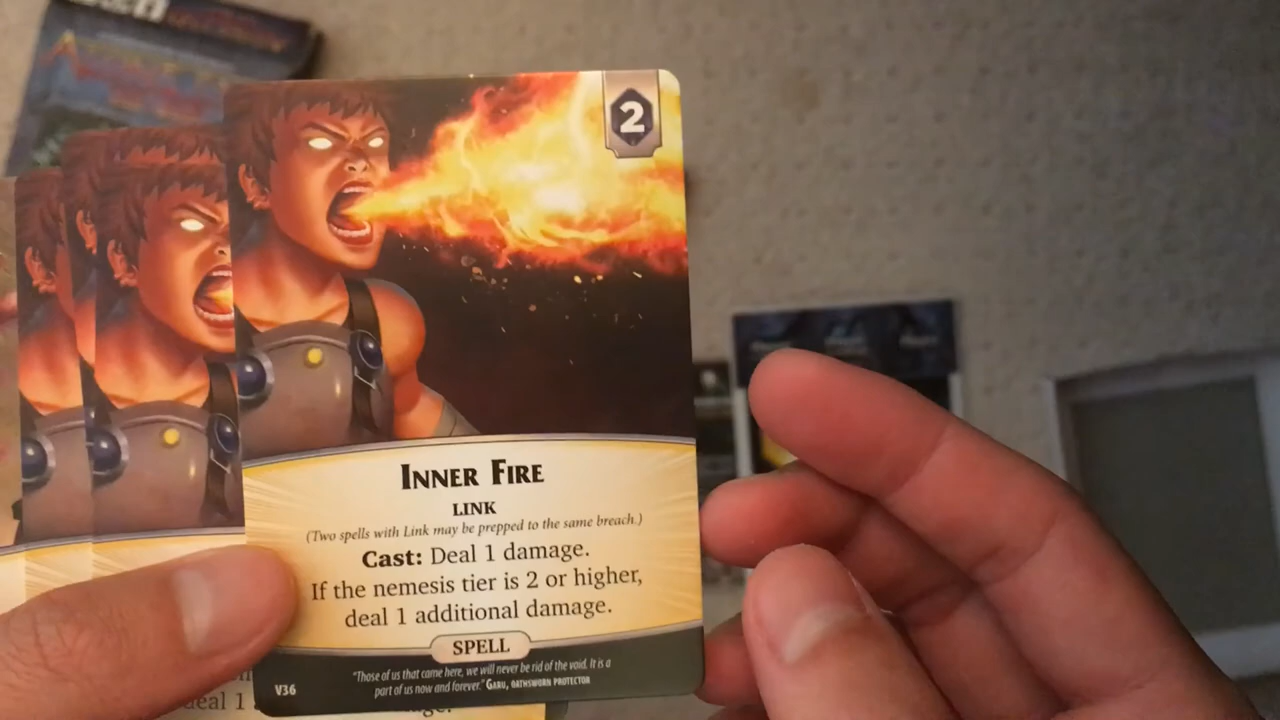 2
INNER FIRE
LINK
(Two spells with Link may be prepped to the same breach.)
Cast: Deal 1 damage.
If the nemesis tier is 2 or higher,
deal 1 additional damage.
SPELL
"Those of us that came here, we will never be rid of the void. It is a
part of us now and forever." GARU, OATHSWORN PROTECTOR
V36
deal 1